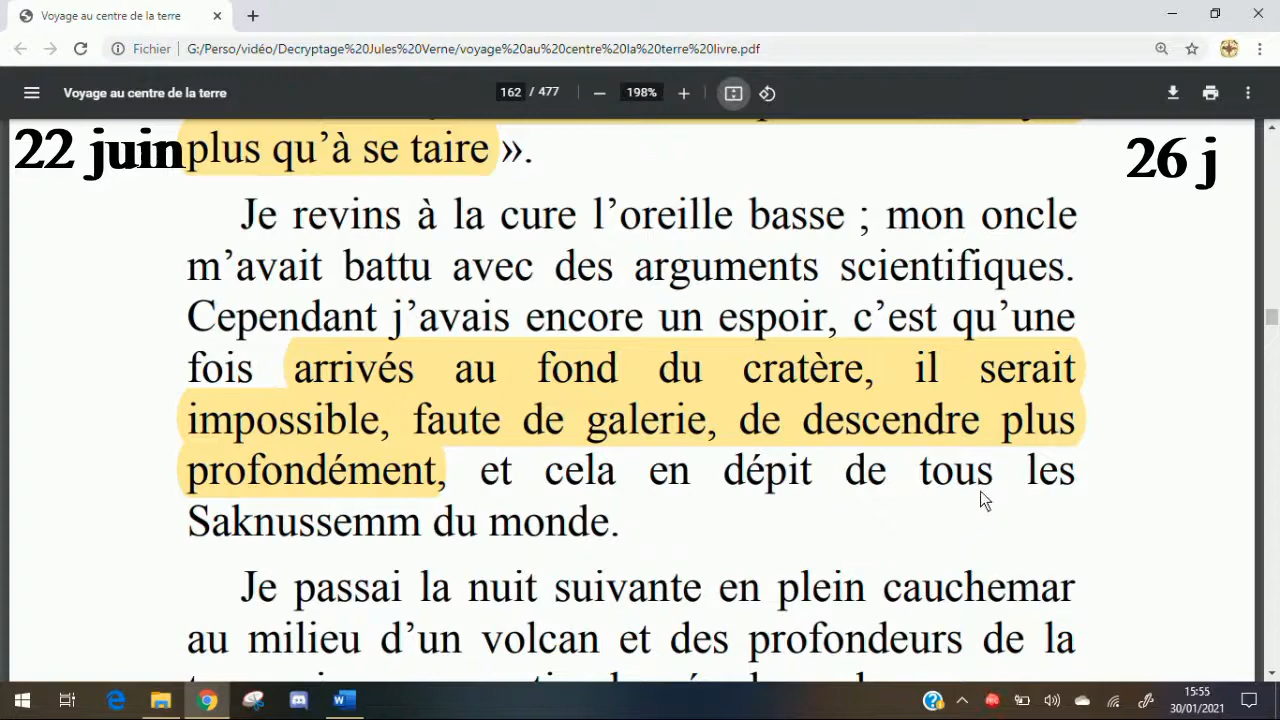 Voyage au centre de la terre
Fichier G:/Perso/vidéo/Decryptage%20Jules%20Verne/voyage%20au%20centre%20la%20terre%20livre.pdf
Voyage au centre de la terre 162 / 477 198%
22 juin
26 j
plus qu’à se taire ».
Je revins à la cure l’oreille basse ; mon oncle
m’avait battu avec des arguments scientifiques.
Cependant j’avais encore un espoir, c’est qu’une
fois arrivés au fond du cratère, il serait
impossible, faute de galerie, de descendre plus
profondément, et cela en dépit de tous les
Saknussemm du monde.
Je passai la nuit suivante en plein cauchemar
au milieu d’un volcan et des profondeurs de la
15:55
30/01/2021